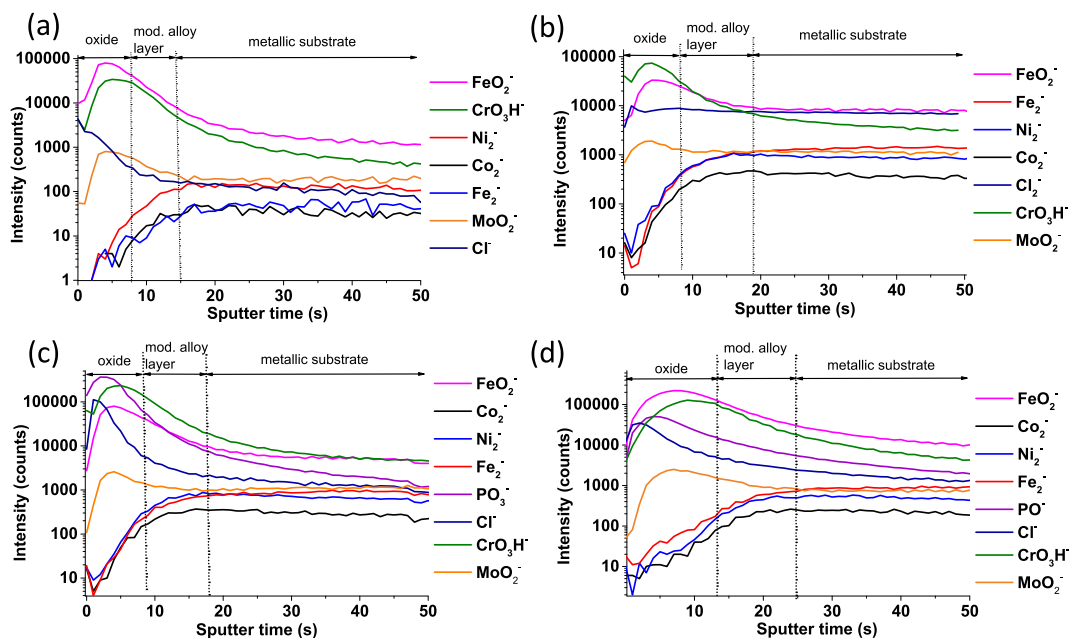 (a)
oxide
mod. alloy
layer
metallic substrate
100000
10000
1000
100
10
1
Intensity (counts)
0 10 20 30 40 50
Sputter time (s)
FeO₂⁻
CrO₃H⁻
Ni₂⁻
Co₂⁻
Fe₂⁻
MoO₂⁻
Cl⁻
(b)
oxide
mod. alloy
layer
metallic substrate
100000
10000
1000
100
10
Intensity (counts)
0 10 20 30 40 50
Sputter time (s)
FeO₂⁻
Fe₂⁻
Ni₂⁻
Co₂⁻
Cl₂⁻
CrO₃H⁻
MoO₂⁻
(c)
oxide
mod. alloy
layer
metallic substrate
100000
10000
1000
100
10
Intensity (counts)
0 10 20 30 40 50
Sputter time (s)
FeO₂⁻
Co₂⁻
Ni₂⁻
Fe₂⁻
PO₃⁻
Cl⁻
CrO₃H⁻
MoO₂⁻
(d)
oxide
mod. alloy
layer
metallic substrate
100000
10000
1000
100
10
Intensity (counts)
0 10 20 30 40 50
Sputter time (s)
FeO₂⁻
Co₂⁻
Ni₂⁻
Fe₂⁻
PO⁻
Cl⁻
CrO₃H⁻
MoO₂⁻